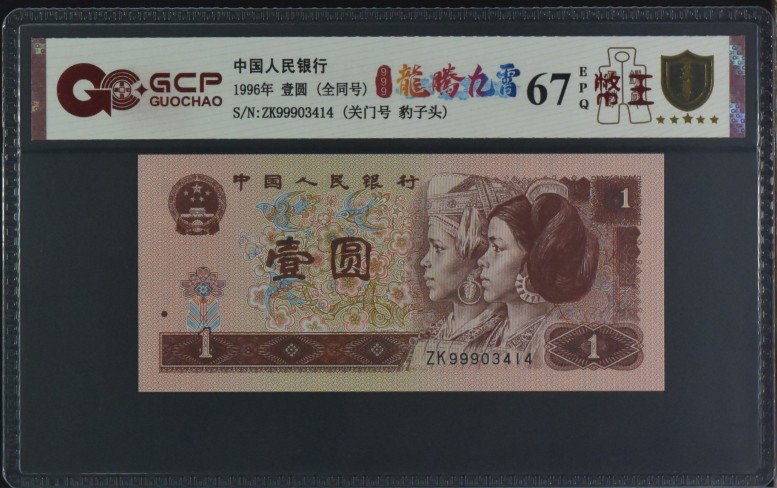 GCP
GUOCHAO
中国人民银行
1996年 壹圆 (全同号)
S/N:ZK99903414 (关门号 豹子头)
999
龍腾九霄
67
EPQ
幣王
★★★★★
中国人民银行
1
壹圆
1
1
ZK99903414